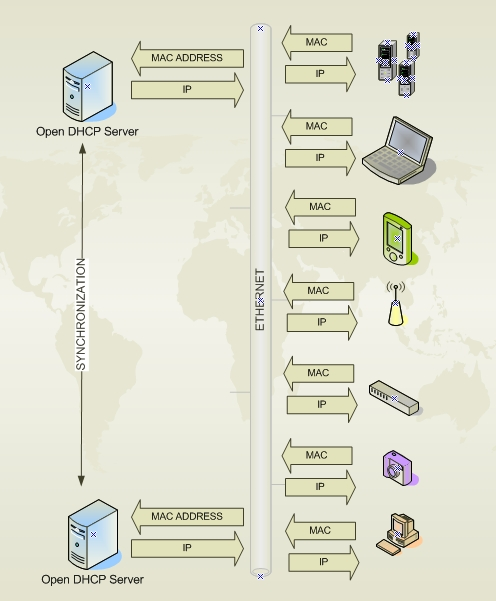 MAC
MAC ADDRESS
IP
IP
Open DHCP Server
MAC
IP
MAC
IP
SYNCHRONIZATION
ETHERNET
MAC
IP
MAC
IP
MAC
IP
MAC ADDRESS
MAC
IP
IP
Open DHCP Server